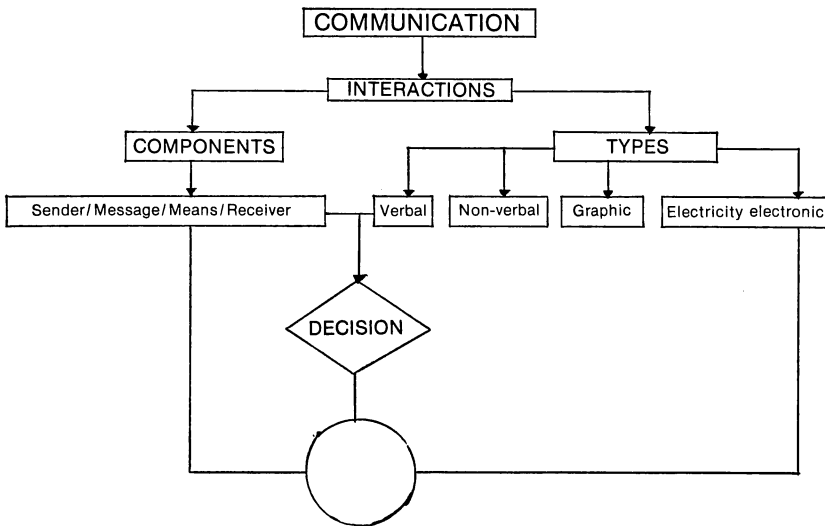 COMMUNICATION
INTERACTIONS
COMPONENTS
TYPES
Sender/Message/Means/Receiver
Verbal
Non-verbal
Graphic
Electricity electronic
DECISION